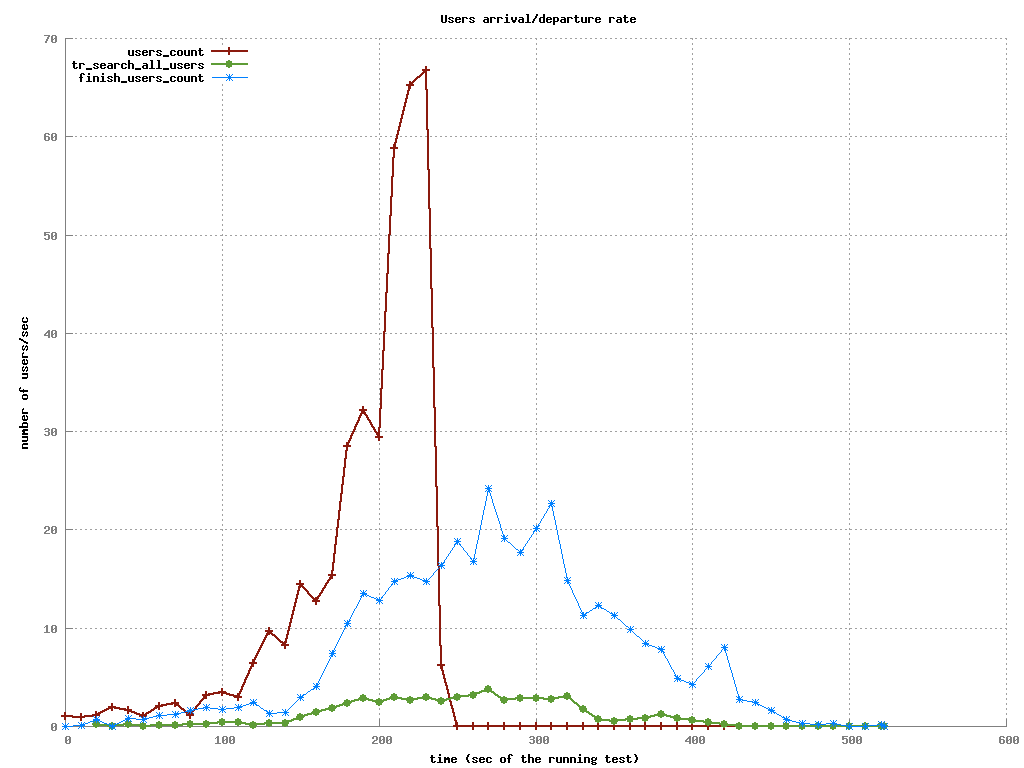 Users arrival/departure rate
users_count
tr_search_all_users
finish_users_count
70
60
50
40
30
20
10
0
number of users/sec
0 100 200 300 400 500 600
time (sec of the running test)